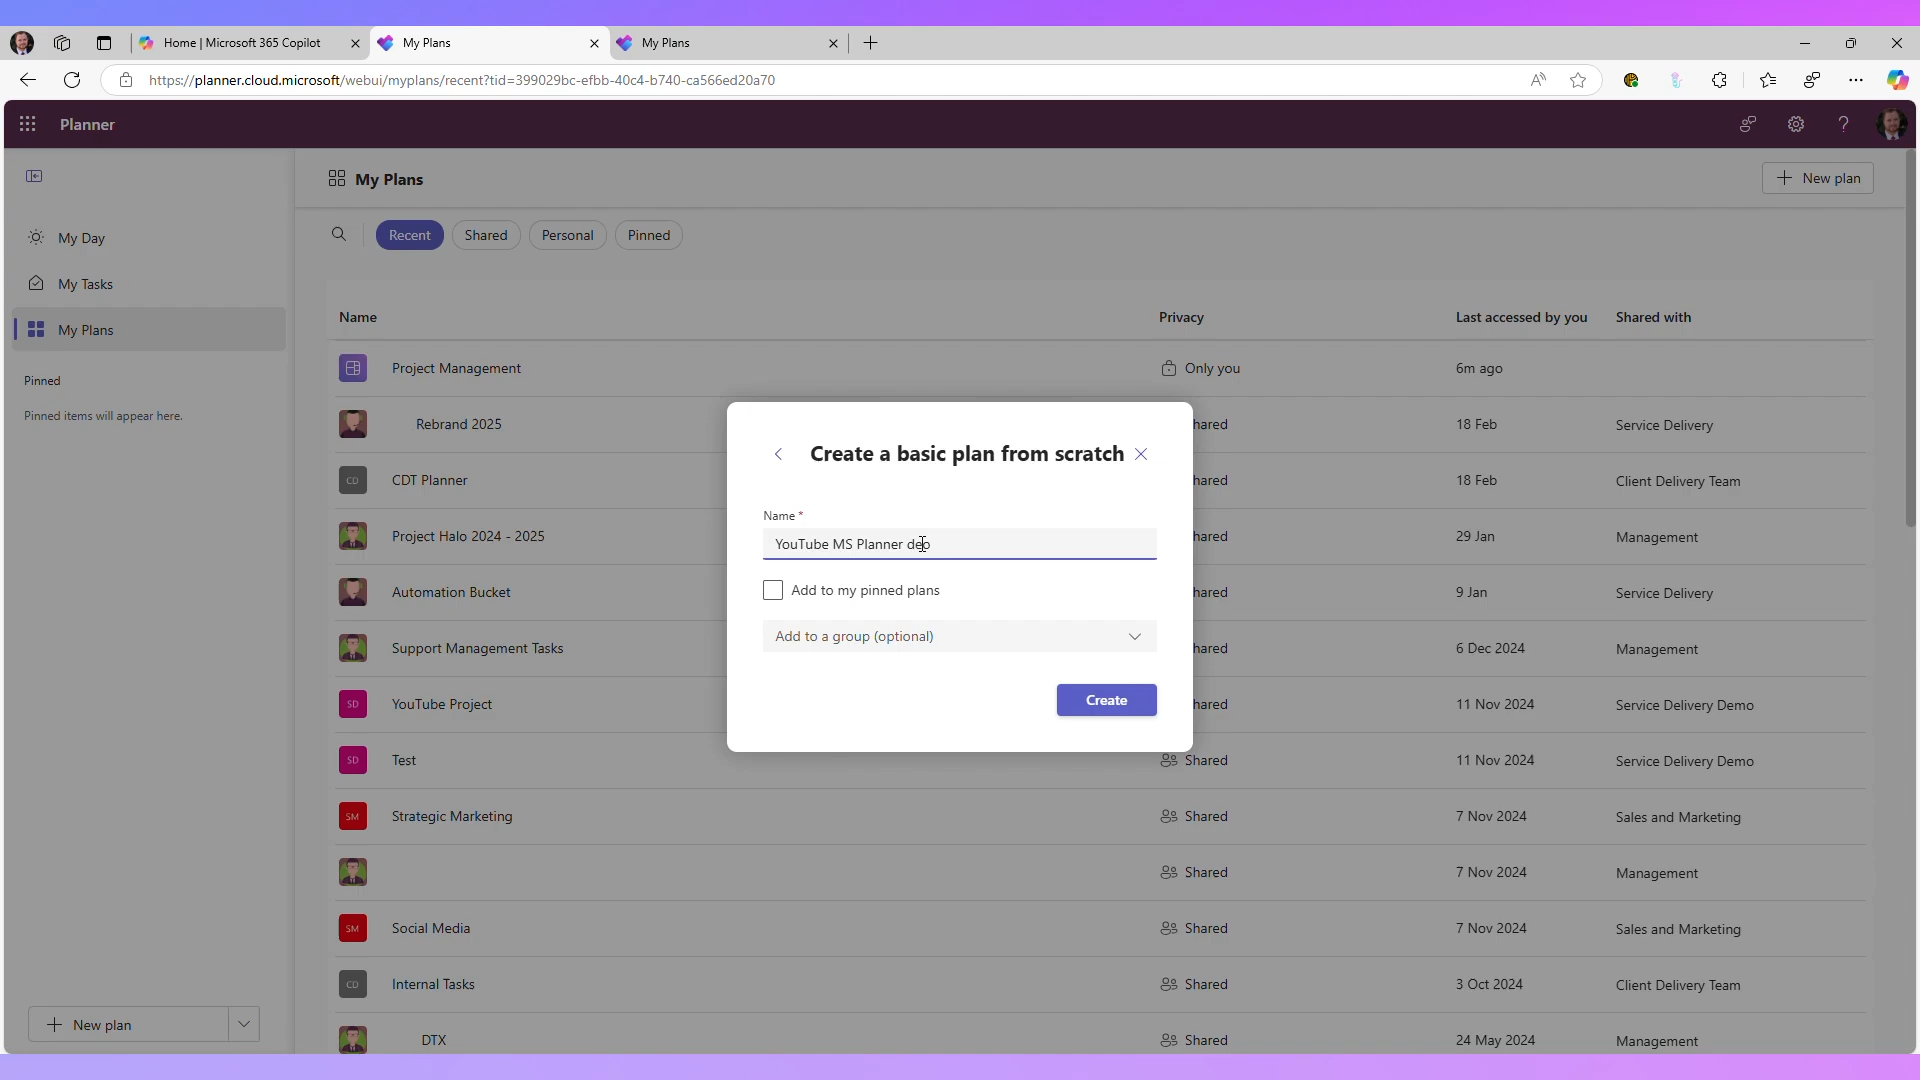 Home | Microsoft 365 Copilot
My Plans
My Plans
https://planner.cloud.microsoft/webui/myplans/recent?tid=399029bc-efbb-40c4-b740-ca566ed20a70
Planner
My Plans
New plan
My Day
My Tasks
My Plans
Pinned
Pinned items will appear here.
Recent
Shared
Personal
Pinned
Name
Privacy
Last accessed by you
Shared with
Project Management
Only you
6m ago
Rebrand 2025
hared
18 Feb
Service Delivery
CD
CDT Planner
hared
18 Feb
Client Delivery Team
Project Halo 2024 - 2025
hared
29 Jan
Management
Automation Bucket
hared
9 Jan
Service Delivery
Support Management Tasks
hared
6 Dec 2024
Management
SD
YouTube Project
hared
11 Nov 2024
Service Delivery Demo
SD
Test
Shared
11 Nov 2024
Service Delivery Demo
SM
Strategic Marketing
Shared
7 Nov 2024
Sales and Marketing
Shared
7 Nov 2024
Management
SM
Social Media
Shared
7 Nov 2024
Sales and Marketing
CD
Internal Tasks
Shared
3 Oct 2024
Client Delivery Team
DTX
Shared
24 May 2024
Management
Create a basic plan from scratch
Name *
YouTube MS Planner deo
Add to my pinned plans
Add to a group (optional)
Create
New plan